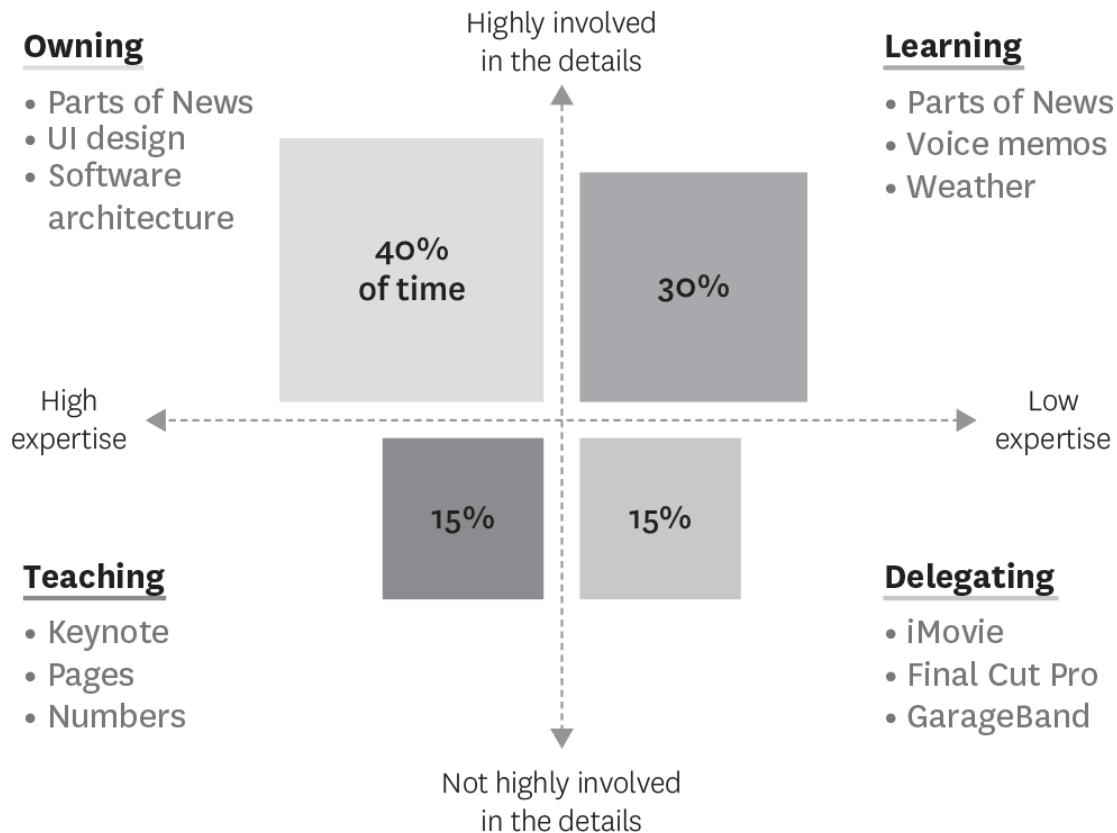 Highly involved
in the details
Owning
• Parts of News
• UI design
• Software
architecture
Learning
• Parts of News
• Voice memos
• Weather
40%
of time
30%
High
expertise
Low
expertise
15%
15%
Teaching
• Keynote
• Pages
• Numbers
Delegating
• iMovie
• Final Cut Pro
• GarageBand
Not highly involved
in the details